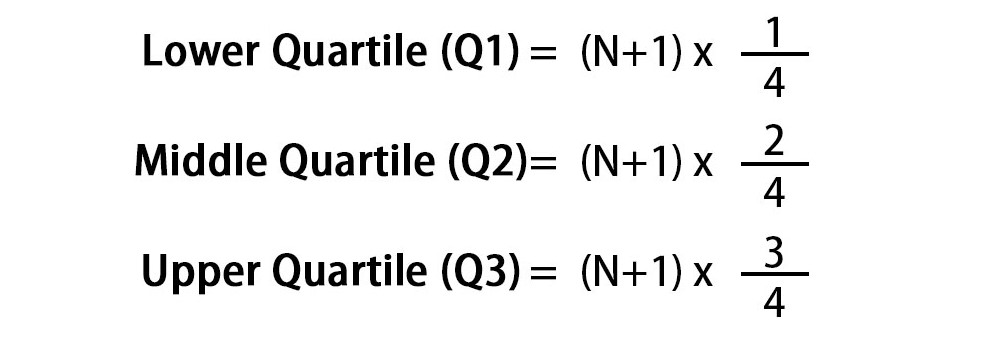 Lower Quartile (Q1) = (N+1) x 1/4
Middle Quartile (Q2)= (N+1) x 2/4
Upper Quartile (Q3) = (N+1) x 3/4